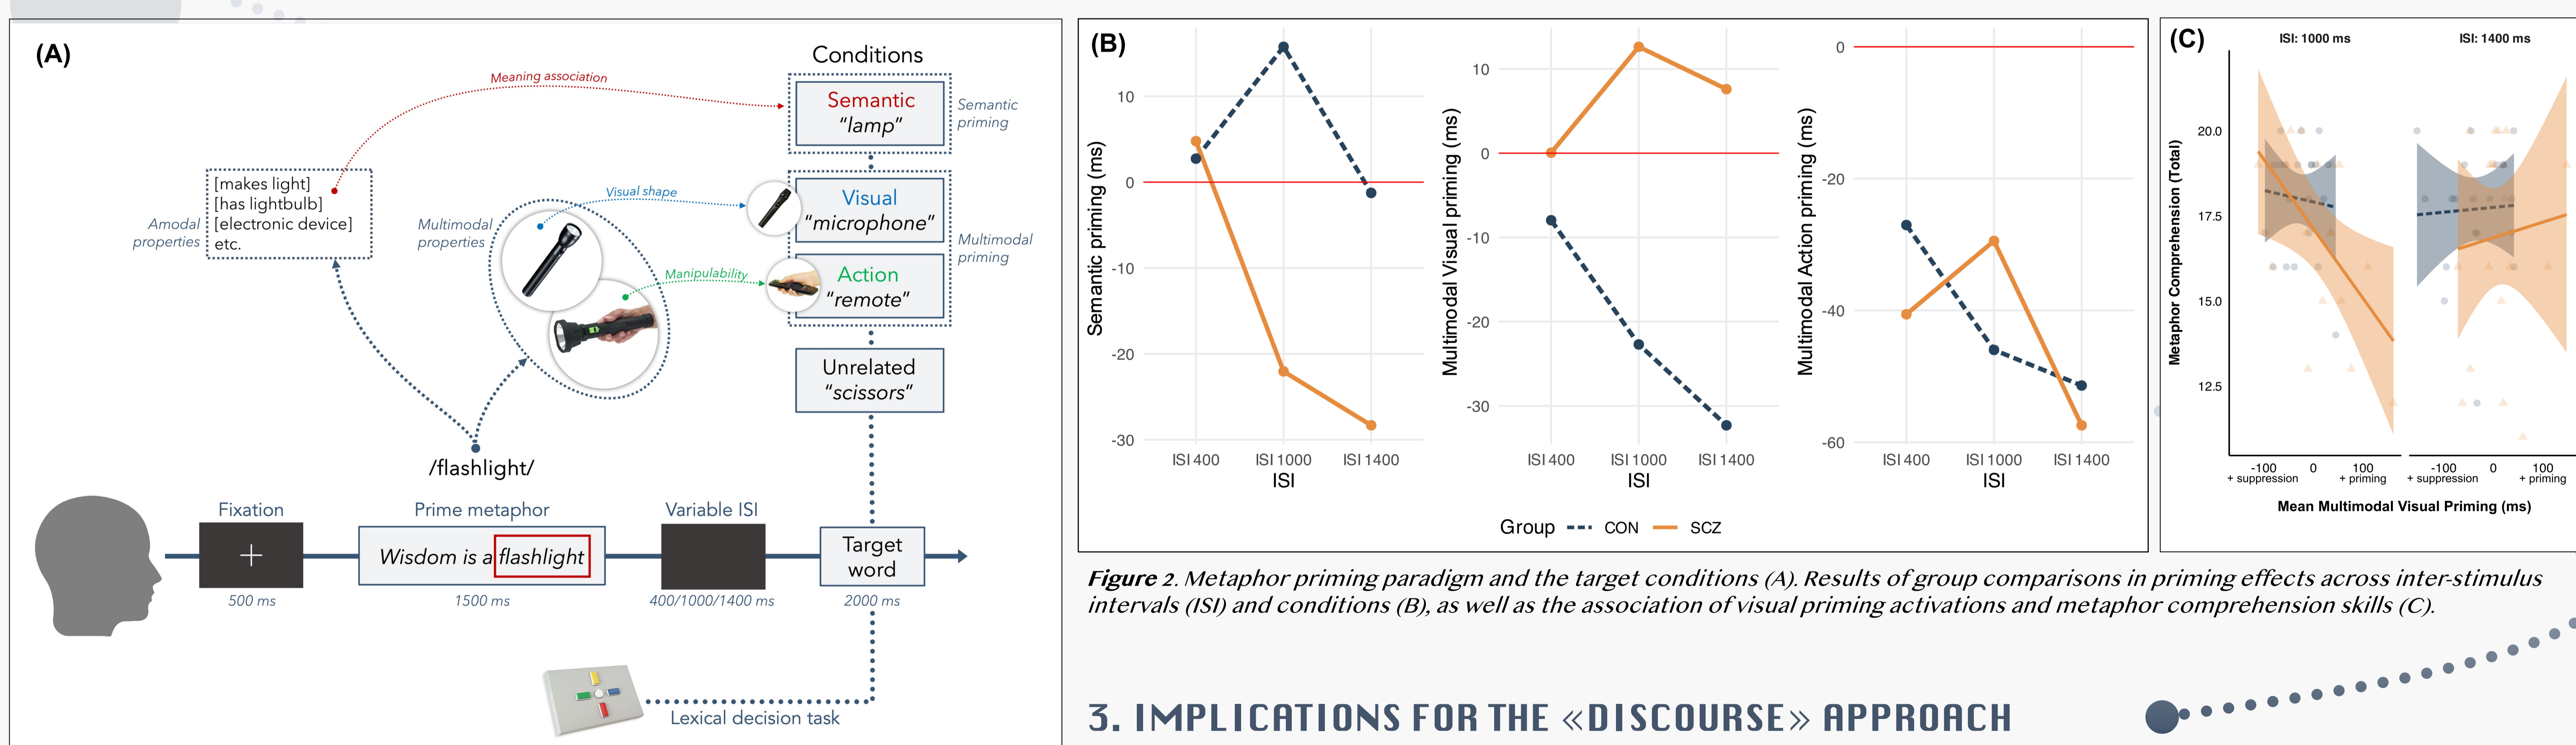 (A)
Conditions
Meaning association
Semantic
"lamp"
Semantic
priming
[makes light]
[has lightbulb]
[electronic device]
etc.
Amodal
properties
Multimodal
properties
Visual shape
Visual
"microphone"
Multimodal
priming
Manipulability
Action
"remote"
Unrelated
"scissors"
/flashlight/
Fixation
Prime metaphor
Variable ISI
Wisdom is a flashlight
Target
word
500 ms
1500 ms
400/1000/1400 ms
2000 ms
Lexical decision task
(B)
Semantic priming (ms)
10
0
-10
-20
-30
ISI 400
ISI 1000
ISI 1400
ISI
Multimodal Visual priming (ms)
10
0
-10
-20
-30
ISI 400
ISI 1000
ISI 1400
ISI
Multimodal Action priming (ms)
0
-20
-40
-60
ISI 400
ISI 1000
ISI 1400
ISI
Group CON SCZ
(C)
ISI: 1000 ms
ISI: 1400 ms
Metaphor Comprehension (Total)
20.0
17.5
15.0
12.5
-100 0 100
+ suppression + priming
-100 0 100
+ suppression + priming
Mean Multimodal Visual Priming (ms)
Figure 2. Metaphor priming paradigm and the target conditions (A). Results of group comparisons in priming effects across inter-stimulus
intervals (ISI) and conditions (B), as well as the association of visual priming activations and metaphor comprehension skills (C).
3. IMPLICATIONS FOR THE «DISCOURSE» APPROACH